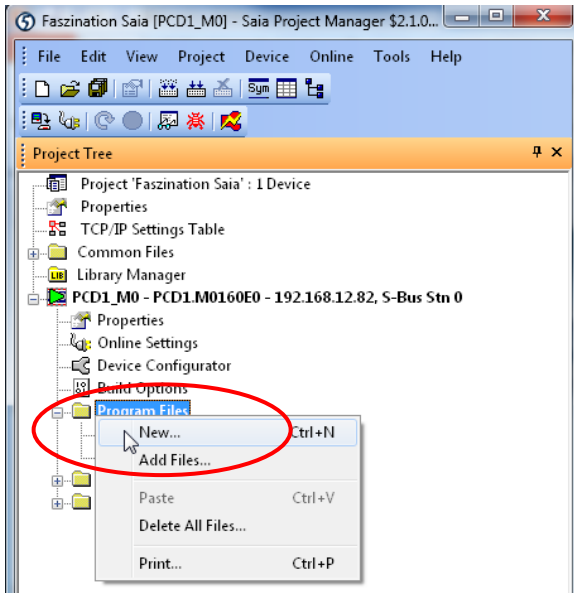 Faszination Saia [PCD1_M0] - Saia Project Manager $2.1.0...
File Edit View Project Device Online Tools Help
Sym
Project Tree
Project 'Faszination Saia' : 1 Device
Properties
TCP/IP Settings Table
Common Files
LIB Library Manager
PCD1_M0 - PCD1.M0160E0 - 192.168.12.82, S-Bus Stn 0
Properties
Online Settings
Device Configurator
Build Options
Program Files
New... Ctrl+N
Add Files...
Paste Ctrl+V
Delete All Files...
Print... Ctrl+P